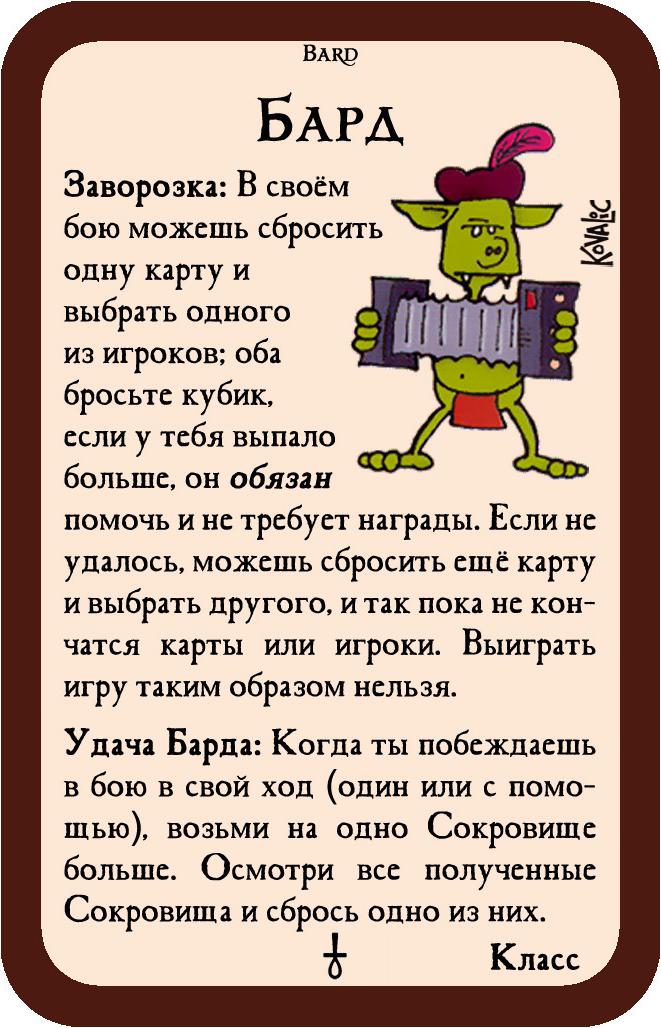 Bard
Бард
Заворозка: В своём
бою можешь сбросить
одну карту и
выбрать одного
из игроков; оба
бросьте кубик,
если у тебя выпало
больше, он обязан
помочь и не требует награды. Если не
удалось, можешь сбросить ещё карту
и выбрать другого, и так пока не кон-
чатся карты или игроки. Выиграть
игру таким образом нельзя.
Удача Барда: Когда ты побеждаешь
в бою в свой ход (один или с помо-
щью), возьми на одно Сокровище
больше. Осмотри все полученные
Сокровища и сбрось одно из них.
Класс
Kovalic